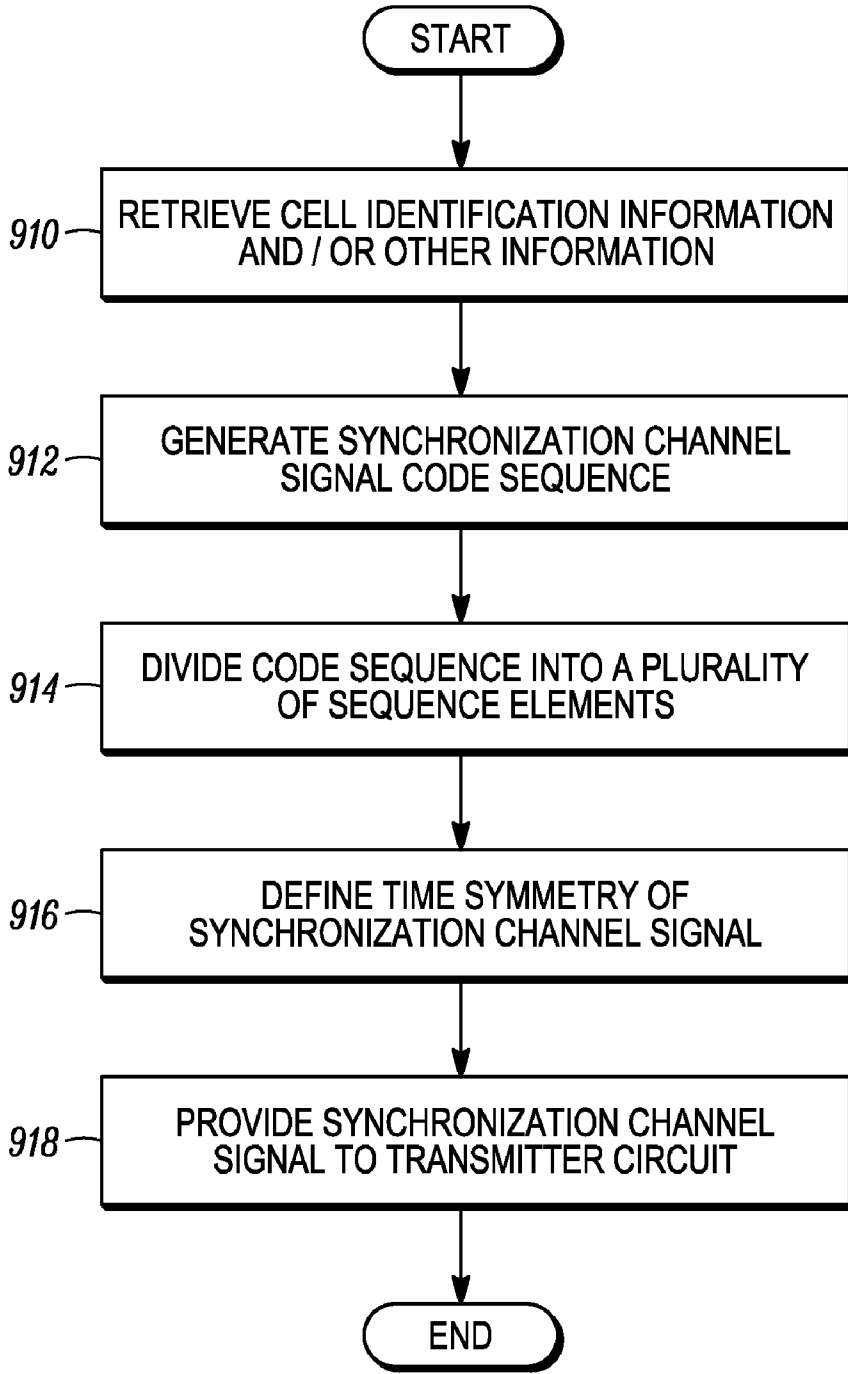 START
910
RETRIEVE CELL IDENTIFICATION INFORMATION
AND / OR OTHER INFORMATION
912
GENERATE SYNCHRONIZATION CHANNEL
SIGNAL CODE SEQUENCE
914
DIVIDE CODE SEQUENCE INTO A PLURALITY
OF SEQUENCE ELEMENTS
916
DEFINE TIME SYMMETRY OF
SYNCHRONIZATION CHANNEL SIGNAL
918
PROVIDE SYNCHRONIZATION CHANNEL
SIGNAL TO TRANSMITTER CIRCUIT
END